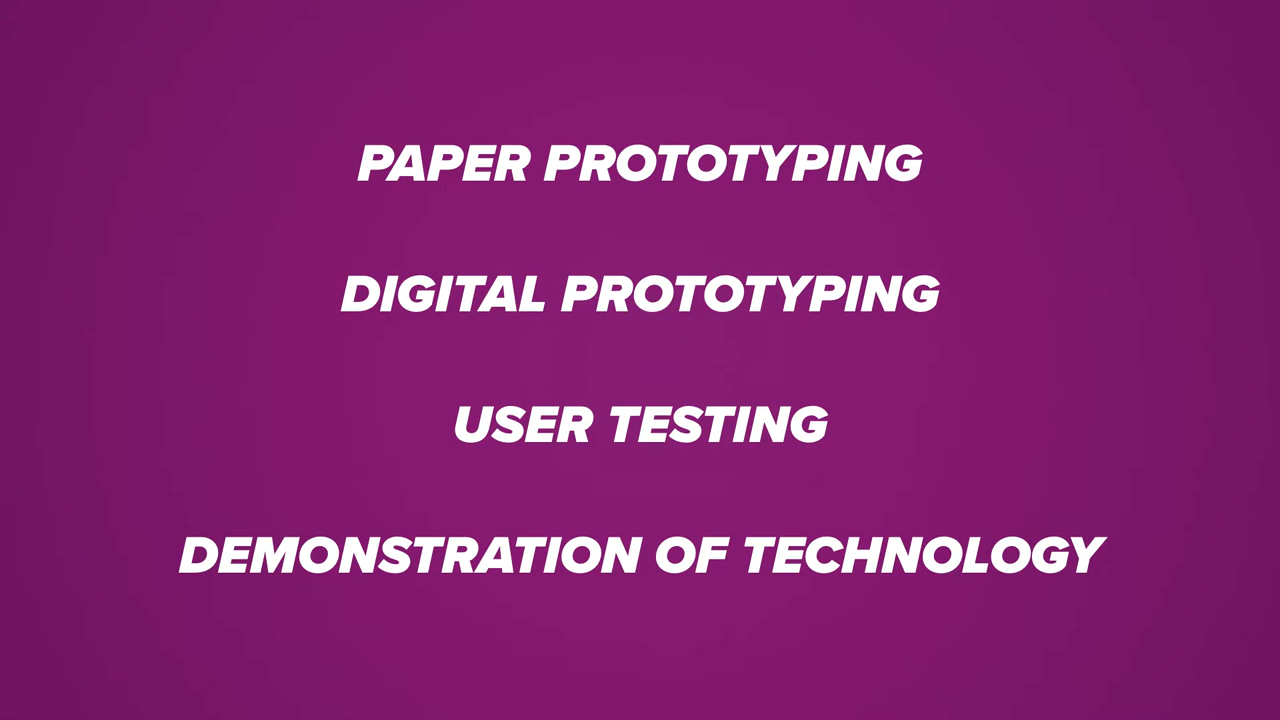 PAPER PROTOTYPING
DIGITAL PROTOTYPING
USER TESTING
DEMONSTRATION OF TECHNOLOGY